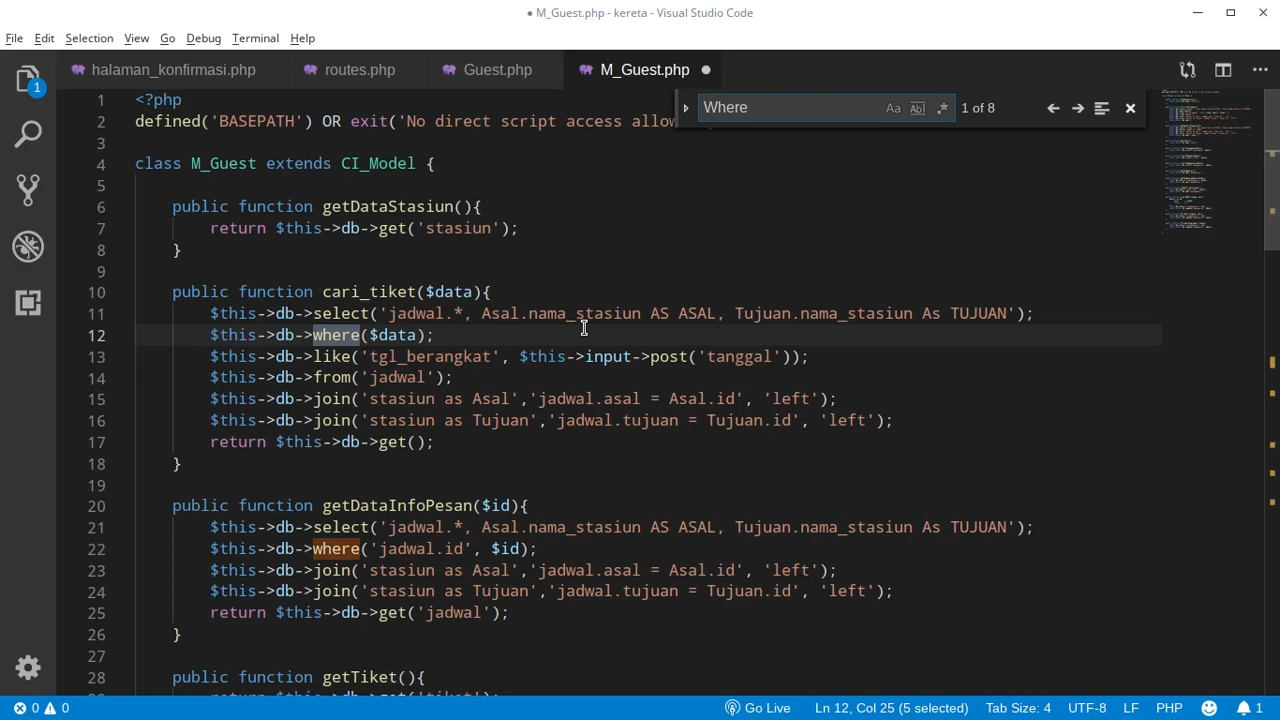 ● M_Guest.php - kereta - Visual Studio Code
File Edit Selection View Go Debug Terminal Help
halaman_konfirmasi.php routes.php Guest.php M_Guest.php
1
Where Aa Abl .* 1 of 8
1 <?php
2 defined('BASEPATH') OR exit('No direct script access allow
3
4 class M_Guest extends CI_Model {
5
6 public function getDataStasiun(){
7 return $this->db->get('stasiun');
8 }
9
10 public function cari_tiket($data){
11 $this->db->select('jadwal.*, Asal.nama_stasiun AS ASAL, Tujuan.nama_stasiun As TUJUAN');
12 $this->db->where($data);
13 $this->db->like('tgl_berangkat', $this->input->post('tanggal'));
14 $this->db->from('jadwal');
15 $this->db->join('stasiun as Asal','jadwal.asal = Asal.id', 'left');
16 $this->db->join('stasiun as Tujuan','jadwal.tujuan = Tujuan.id', 'left');
17 return $this->db->get();
18 }
19
20 public function getDataInfoPesan($id){
21 $this->db->select('jadwal.*, Asal.nama_stasiun AS ASAL, Tujuan.nama_stasiun As TUJUAN');
22 $this->db->where('jadwal.id', $id);
23 $this->db->join('stasiun as Asal','jadwal.asal = Asal.id', 'left');
24 $this->db->join('stasiun as Tujuan','jadwal.tujuan = Tujuan.id', 'left');
25 return $this->db->get('jadwal');
26 }
27
28 public function getTiket(){
29 return $this->db->get('tiket');
0 0 Go Live Ln 12, Col 25 (5 selected) Tab Size: 4 UTF-8 LF PHP 1